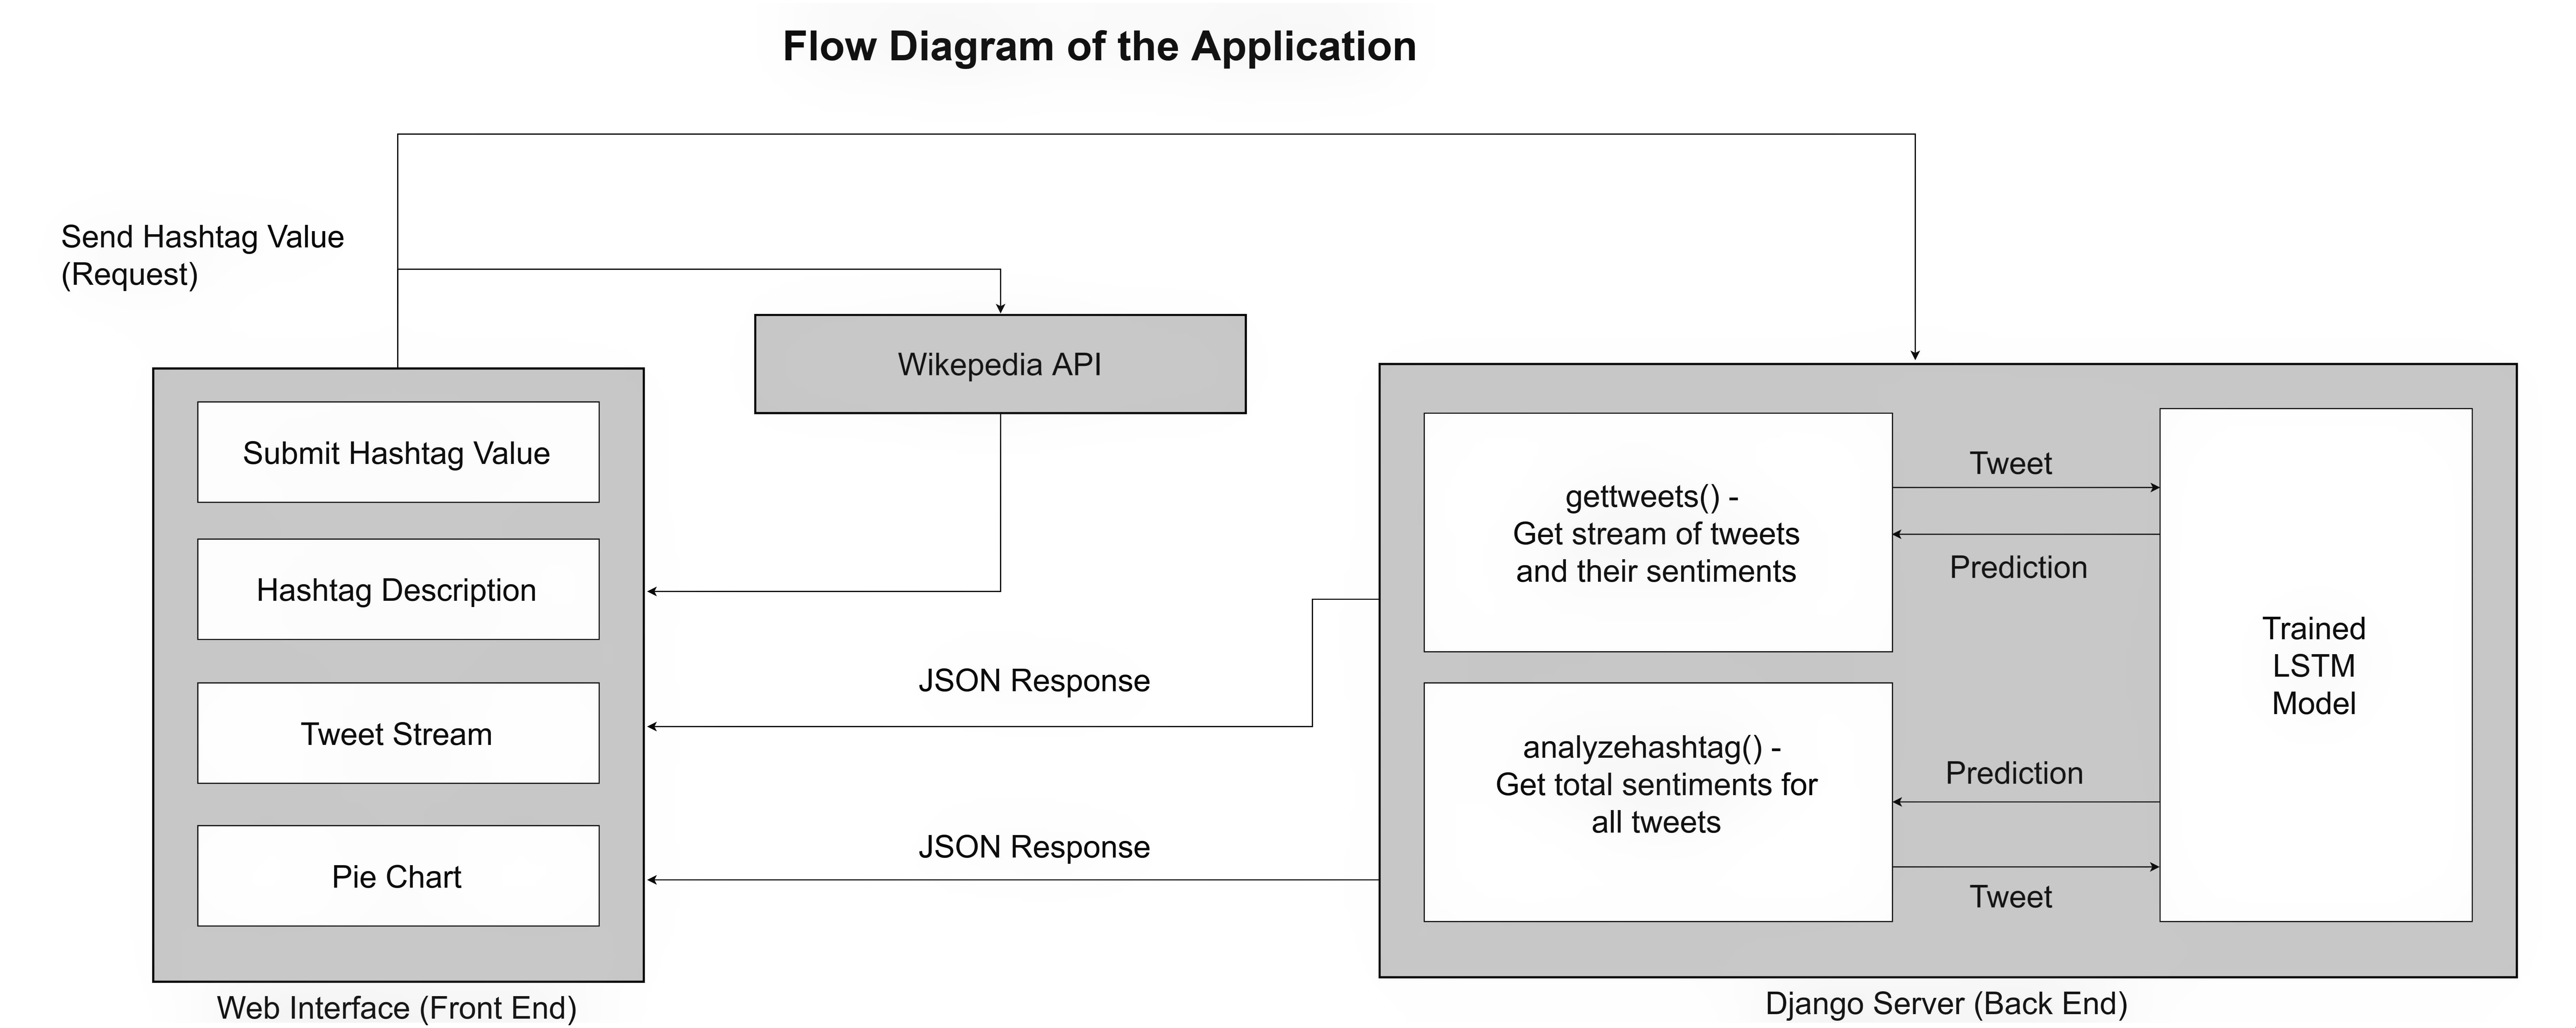 Flow Diagram of the Application
Send Hashtag Value
(Request)
Wikepedia API
Submit Hashtag Value
Hashtag Description
Tweet Stream
Pie Chart
Web Interface (Front End)
JSON Response
JSON Response
gettweets() -
Get stream of tweets
and their sentiments
analyzehashtag() -
Get total sentiments for
all tweets
Tweet
Prediction
Prediction
Tweet
Trained
LSTM
Model
Django Server (Back End)